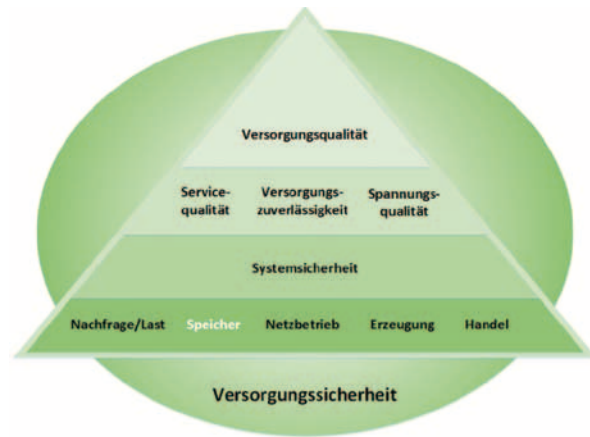 Versorgungsqualität
Service- Versorgungs- Spannungs-
qualität zuverlässigkeit qualität
Systemsicherheit
Nachfrage/Last Speicher Netzbetrieb Erzeugung Handel
Versorgungssicherheit